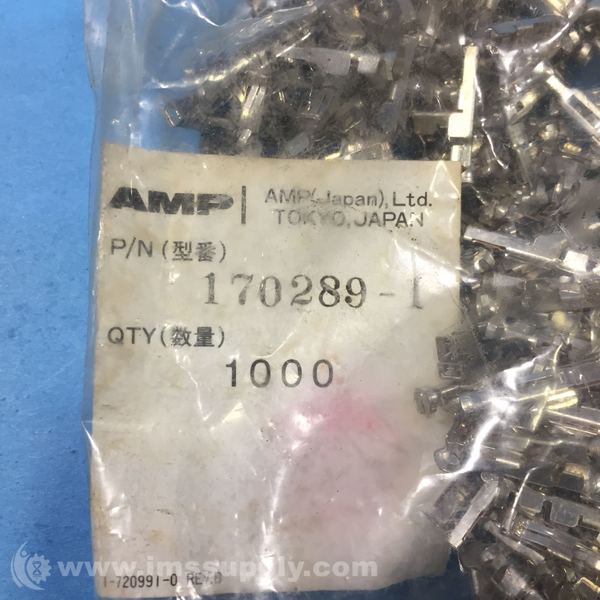 AMP
AMP(Japan), Ltd.
TOKYO, JAPAN
P/N (型番)
170289-1
QTY (数量)
1000
www.imssupply.com
1-720991-0 REV.D